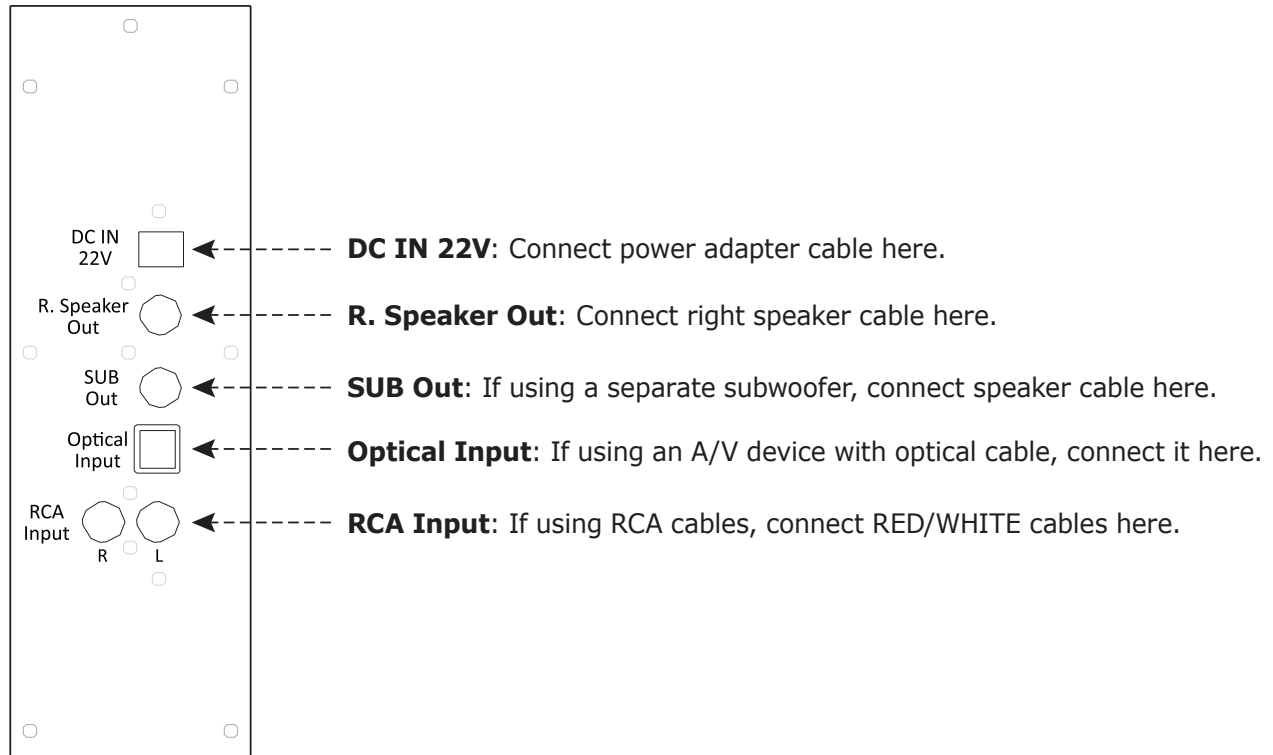 DC IN
22V
DC IN 22V: Connect power adapter cable here.
R. Speaker
Out
R. Speaker Out: Connect right speaker cable here.
SUB
Out
SUB Out: If using a separate subwoofer, connect speaker cable here.
Optical
Input
Optical Input: If using an A/V device with optical cable, connect it here.
RCA
Input
R L
RCA Input: If using RCA cables, connect RED/WHITE cables here.